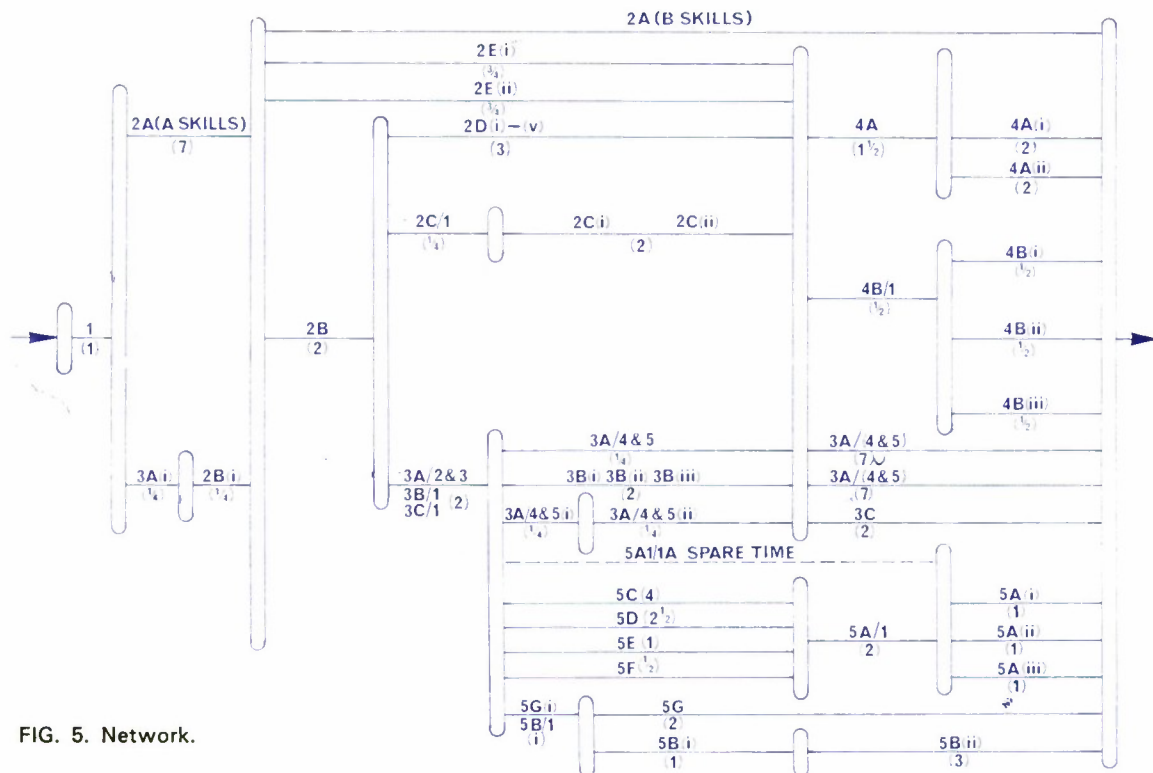 2A (B SKILLS)
2E(i)
(3/4)
2E(ii)
(3/4)
2A(A SKILLS)
(7)
2D(i)–(v)
(3)
4A
(1½)
4A(i)
(2)
4A(ii)
(2)
2C/1
(¼)
2C(i) 2C(ii)
(2)
4B(i)
(½)
4B/1
(½)
1
(1)
2B
(2)
4B(ii)
(½)
4B(iii)
(½)
3A/4 & 5
(¼)
3A/(4&5)
(7)
3A(i)
(¼)
2B(i)
(¼)
3A/2 & 3
3B/1 (2)
3C/1
3B(i) 3B(ii) 3B(iii)
(2)
3A/(4&5)
(7)
3A/4&5(i)
(¼)
3A/4&5(ii)
(¼)
3C
(2)
5A1/1A SPARE TIME
5C(4)
5D(2½)
5E(1)
5F(½)
5A/1
(2)
5A(i)
(1)
5A(ii)
(1)
5A(iii)
(1)
5G(i)
5B/1
(i)
5G
(2)
5B(i)
(1)
5B(ii)
(3)
FIG. 5. Network.